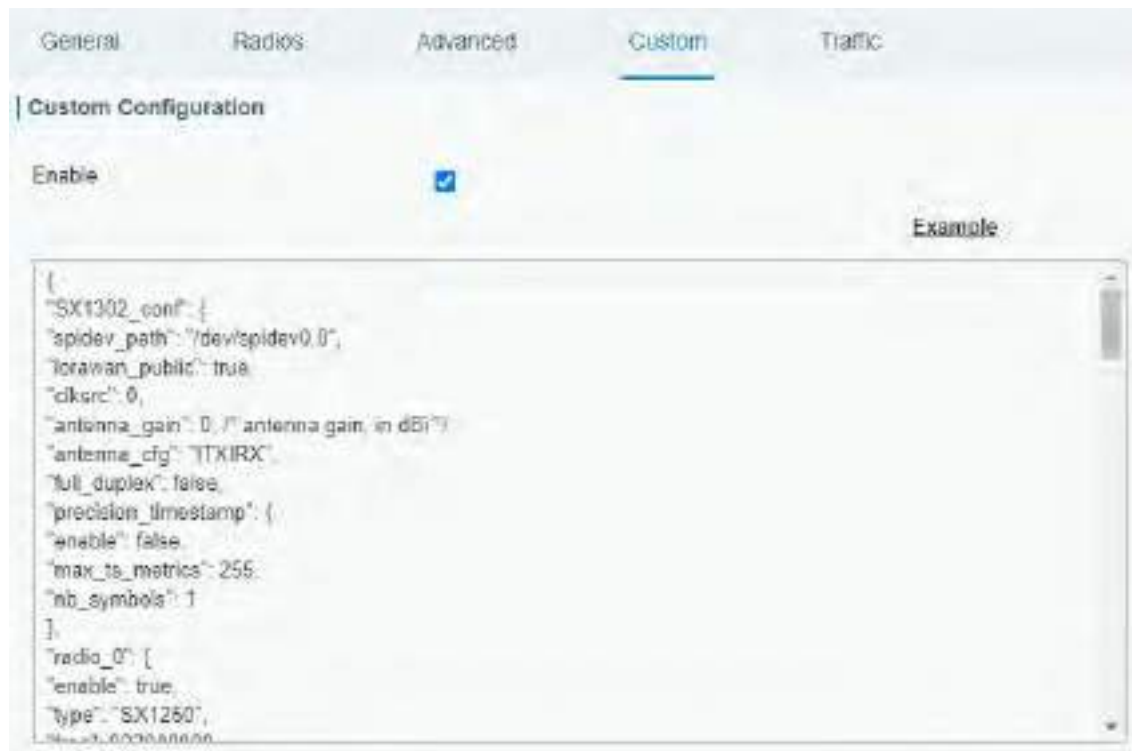 General Radios Advanced Custom Traffic
Custom Configuration
Enable
Example
{
"SX1302_conf": {
"spidev_path": "/dev/spidev0.0",
"lorawan_public": true,
"clksrc": 0,
"antenna_gain": 0, /* antenna gain, in dBi */
"antenna_cfg": "ITXIRX",
"full_duplex": false,
"precision_timestamp": {
"enable": false,
"max_ts_metrics": 255,
"nb_symbols": 1
},
"radio_0": {
"enable": true,
"type": "SX1250",